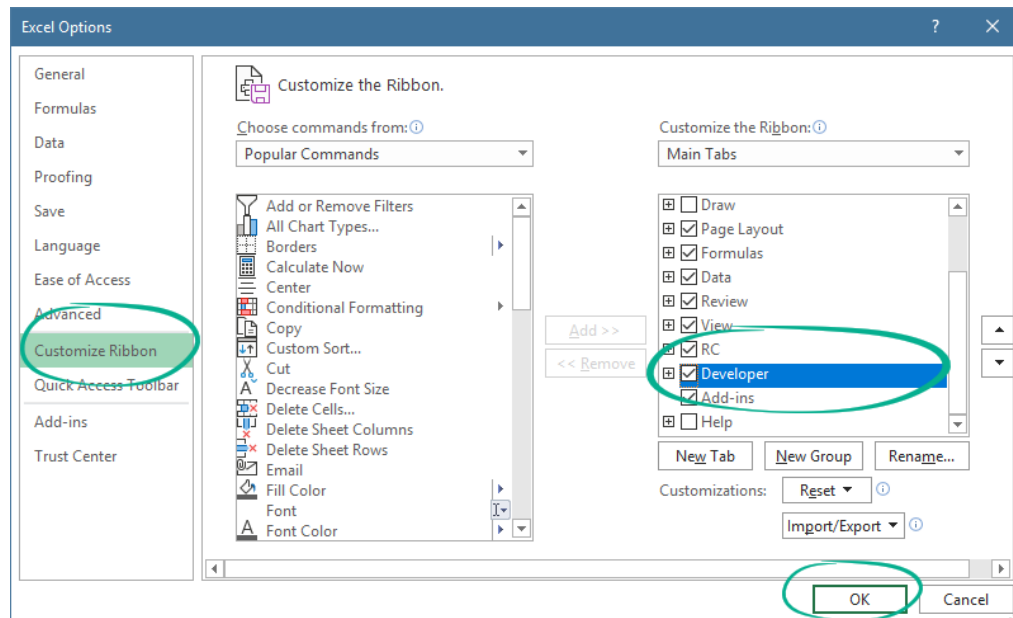 Excel Options
?
General
Formulas
Data
Proofing
Save
Language
Ease of Access
Advanced
Customize Ribbon
Quick Access Toolbar
Add-ins
Trust Center
Customize the Ribbon.
Choose commands from:
Popular Commands
Add or Remove Filters
All Chart Types...
Borders
Calculate Now
Center
Conditional Formatting
Copy
Custom Sort...
Cut
Decrease Font Size
Delete Cells...
Delete Sheet Columns
Delete Sheet Rows
Email
Fill Color
Font
Font Color
Add >>
<< Remove
Customize the Ribbon:
Main Tabs
Draw
Page Layout
Formulas
Data
Review
View
RC
Developer
Add-ins
Help
New Tab New Group Rename...
Customizations: Reset
Import/Export
OK Cancel